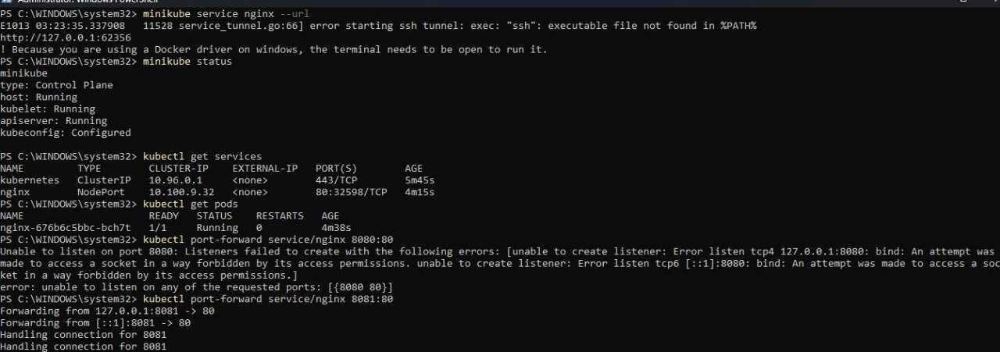 Administrator: Windows PowerShell
PS C:\WINDOWS\system32> minikube service nginx --url
E1013 03:23:35.337908   11528 service_tunnel.go:66] error starting ssh tunnel: exec: "ssh": executable file not found in %PATH%
http://127.0.0.1:62356
! Because you are using a Docker driver on windows, the terminal needs to be open to run it.
PS C:\WINDOWS\system32> minikube status
minikube
type: Control Plane
host: Running
kubelet: Running
apiserver: Running
kubeconfig: Configured
PS C:\WINDOWS\system32> kubectl get services
NAME         TYPE        CLUSTER-IP    EXTERNAL-IP   PORT(S)        AGE
kubernetes   ClusterIP   10.96.0.1     <none>        443/TCP        5m45s
nginx        NodePort    10.100.9.32   <none>        80:32598/TCP   4m15s
PS C:\WINDOWS\system32> kubectl get pods
NAME                     READY   STATUS    RESTARTS   AGE
nginx-676b6c5bbc-bch7t   1/1     Running   0          4m38s
PS C:\WINDOWS\system32> kubectl port-forward service/nginx 8080:80
Unable to listen on port 8080: Listeners failed to create with the following errors: [unable to create listener: Error listen tcp4 127.0.0.1:8080: bind: An attempt was
made to access a socket in a way forbidden by its access permissions. unable to create listener: Error listen tcp6 [::1]:8080: bind: An attempt was made to access a soc
ket in a way forbidden by its access permissions.]
error: unable to listen on any of the requested ports: [{8080 80}]
PS C:\WINDOWS\system32> kubectl port-forward service/nginx 8081:80
Forwarding from 127.0.0.1:8081 -> 80
Forwarding from [::1]:8081 -> 80
Handling connection for 8081
Handling connection for 8081